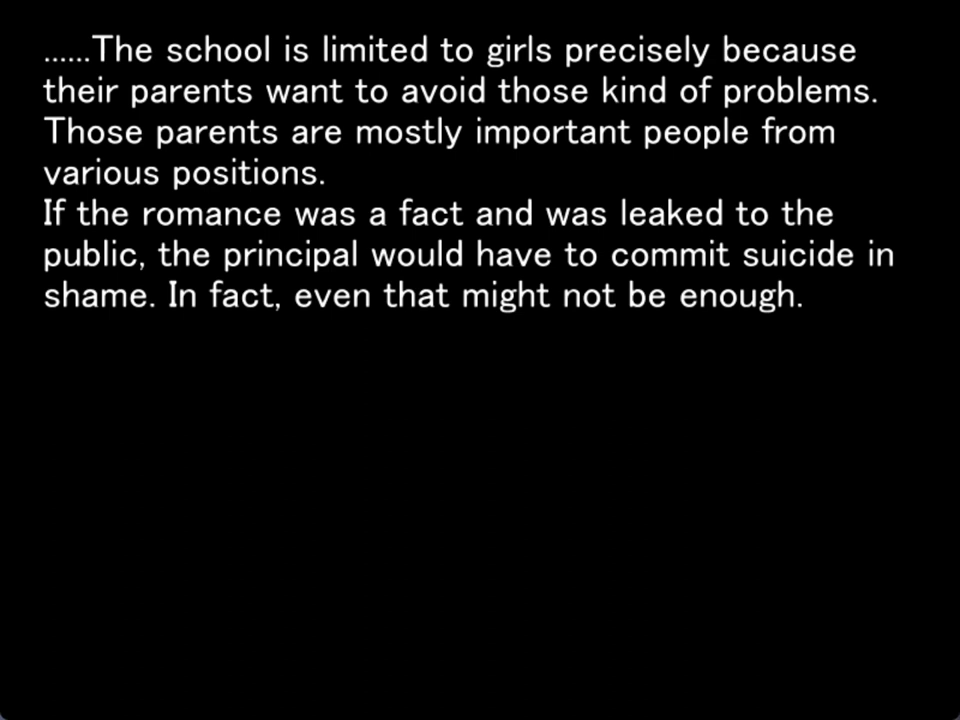 ......The school is limited to girls precisely because
their parents want to avoid those kind of problems.
Those parents are mostly important people from
various positions.
If the romance was a fact and was leaked to the
public, the principal would have to commit suicide in
shame. In fact, even that might not be enough.